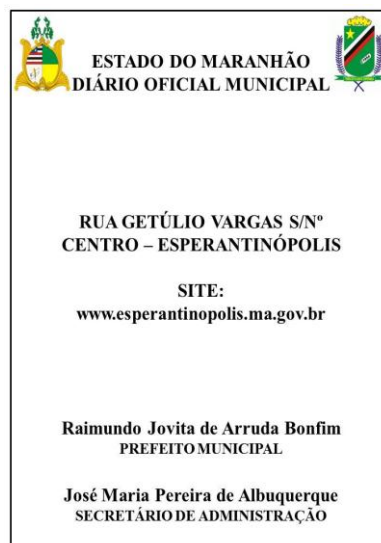 ESTADO DO MARANHÃO
DIÁRIO OFICIAL MUNICIPAL
RUA GETÚLIO VARGAS S/Nº
CENTRO – ESPERANTINÓPOLIS
SITE:
www.esperantinopolis.ma.gov.br
Raimundo Jovita de Arruda Bonfim
PREFEITO MUNICIPAL
José Maria Pereira de Albuquerque
SECRETÁRIO DE ADMINISTRAÇÃO